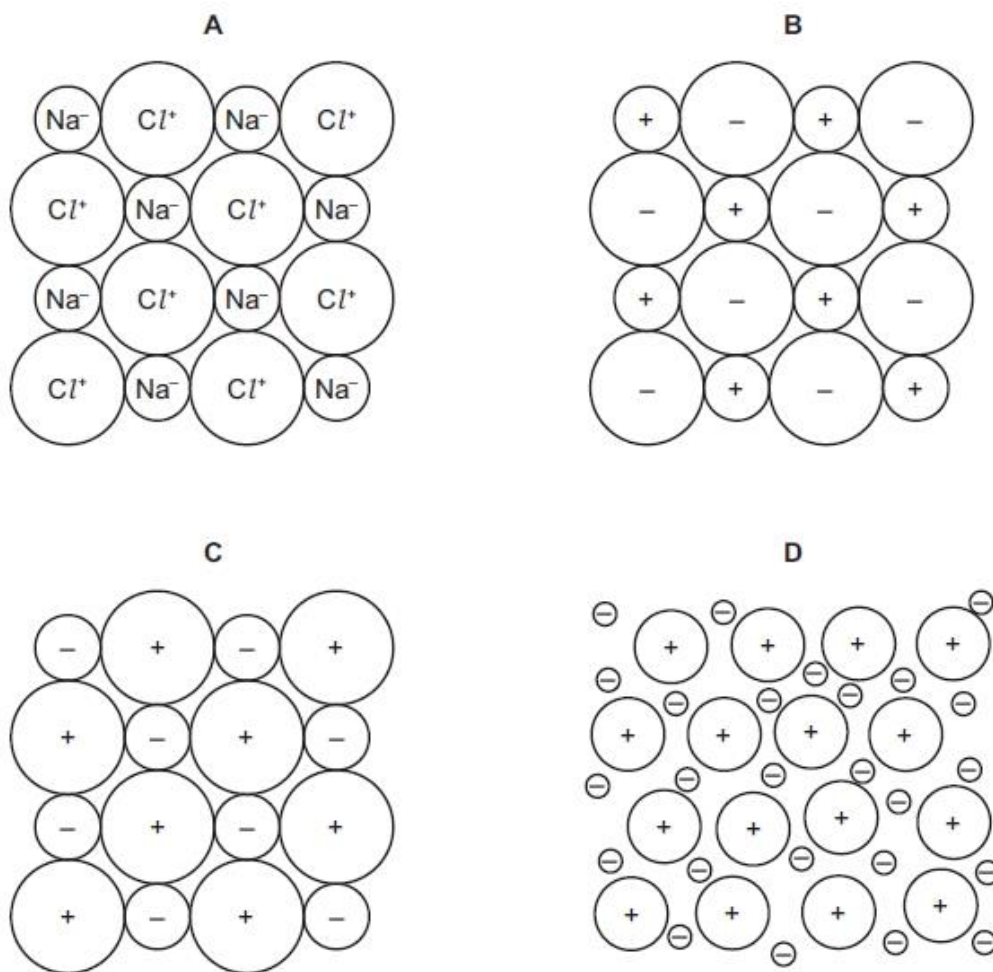 A
Na⁻ Cl⁺ Na⁻ Cl⁺
Cl⁺ Na⁻ Cl⁺ Na⁻
Na⁻ Cl⁺ Na⁻ Cl⁺
Cl⁺ Na⁻ Cl⁺ Na⁻
B
+ – + –
– + – +
+ – + –
– + – +
C
– + – +
+ – + –
– + – +
+ – + –
D
– – –
+ + + +
– – –
– – – –
+ + + +
– – – – –
–
+ + + +
– – – – –
+ + + +
– – – –